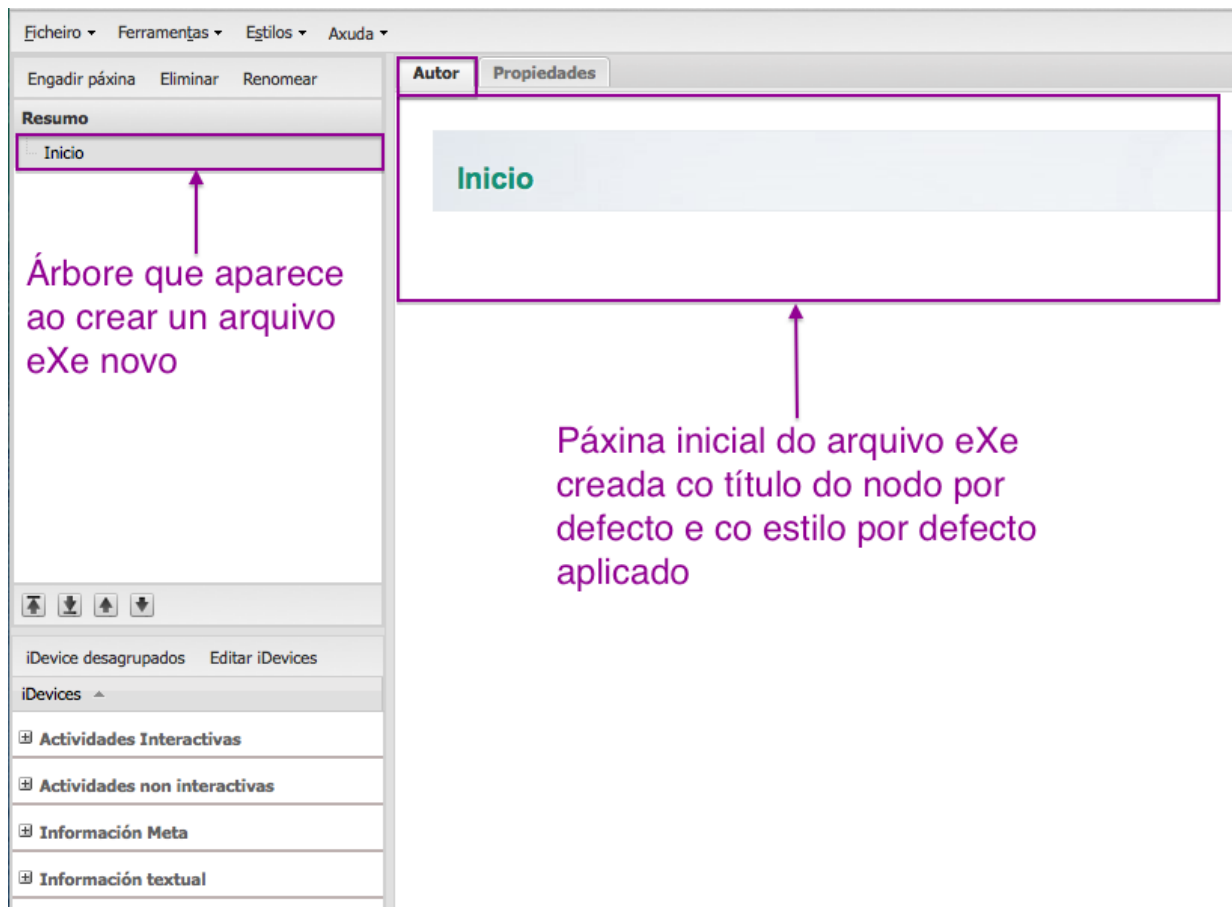 Ficheiro Ferramentas Estilos Axuda
Engadir páxina Eliminar Renomear
Autor Propiedades
Resumo
Inicio
Inicio
Árbore que aparece
ao crear un arquivo
eXe novo
Páxina inicial do arquivo eXe
creada co título do nodo por
defecto e co estilo por defecto
aplicado
iDevice desagrupados Editar iDevices
iDevices
Actividades Interactivas
Actividades non interactivas
Información Meta
Información textual